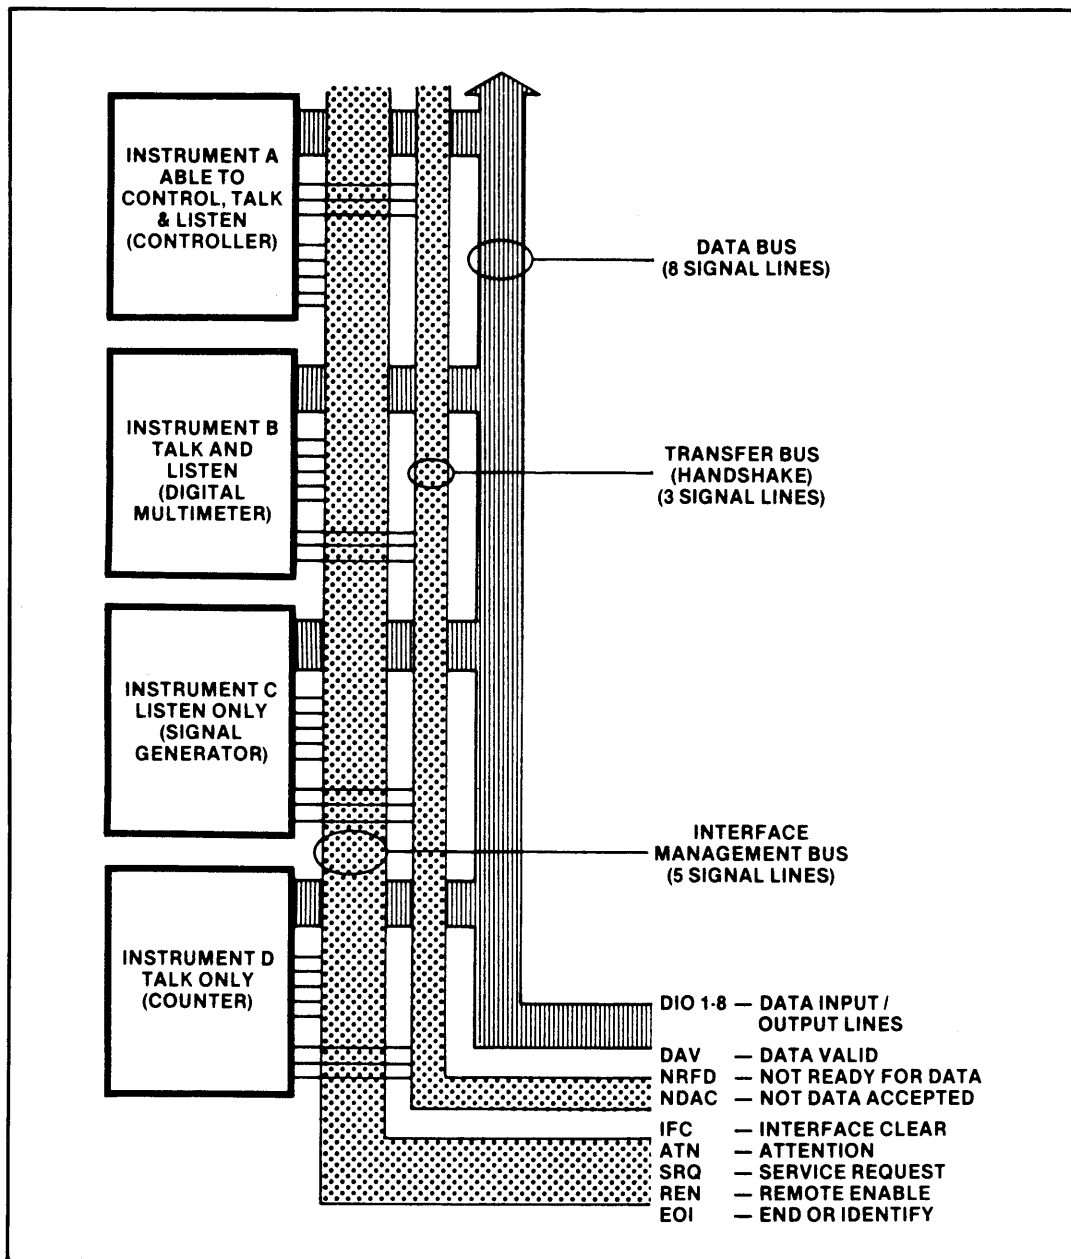 INSTRUMENT A
ABLE TO
CONTROL, TALK
& LISTEN
(CONTROLLER)
DATA BUS
(8 SIGNAL LINES)
INSTRUMENT B
TALK AND
LISTEN
(DIGITAL
MULTIMETER)
TRANSFER BUS
(HANDSHAKE)
(3 SIGNAL LINES)
INSTRUMENT C
LISTEN ONLY
(SIGNAL
GENERATOR)
INTERFACE
MANAGEMENT BUS
(5 SIGNAL LINES)
INSTRUMENT D
TALK ONLY
(COUNTER)
DIO 1-8 — DATA INPUT /
OUTPUT LINES
DAV — DATA VALID
NRFD — NOT READY FOR DATA
NDAC — NOT DATA ACCEPTED
IFC — INTERFACE CLEAR
ATN — ATTENTION
SRQ — SERVICE REQUEST
REN — REMOTE ENABLE
EOI — END OR IDENTIFY